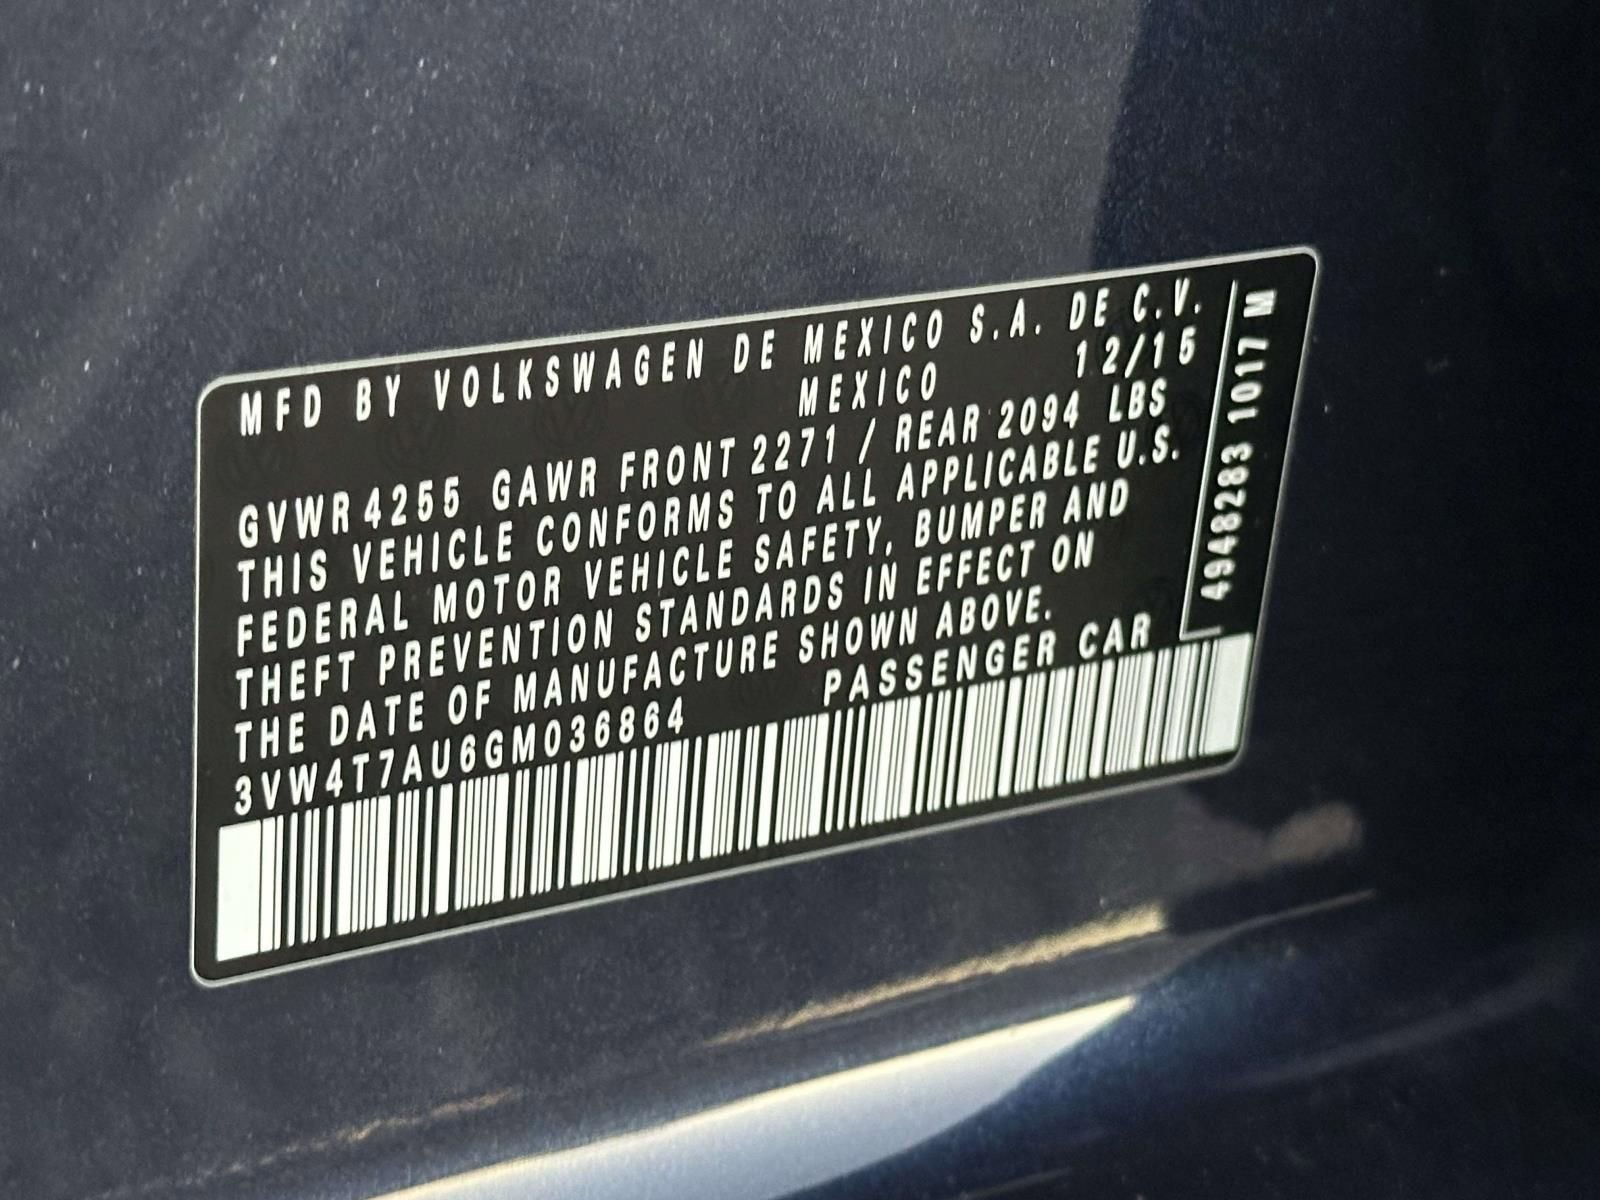 MFD BY VOLKSWAGEN DE MEXICO S.A. DE C.V.
MEXICO 12/15
GVWR 4255 GAWR FRONT 2271 / REAR 2094 LBS
THIS VEHICLE CONFORMS TO ALL APPLICABLE U.S.
FEDERAL MOTOR VEHICLE SAFETY, BUMPER AND
THEFT PREVENTION STANDARDS IN EFFECT ON
THE DATE OF MANUFACTURE SHOWN ABOVE.
3VW4T7AU6GM036864 PASSENGER CAR
4948283 1017 M